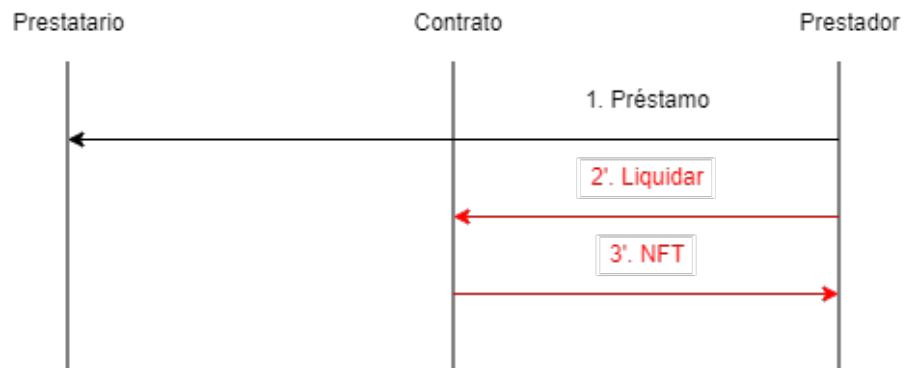 Prestatario
Contrato
Prestador
1. Préstamo
2'. Liquidar
3'. NFT